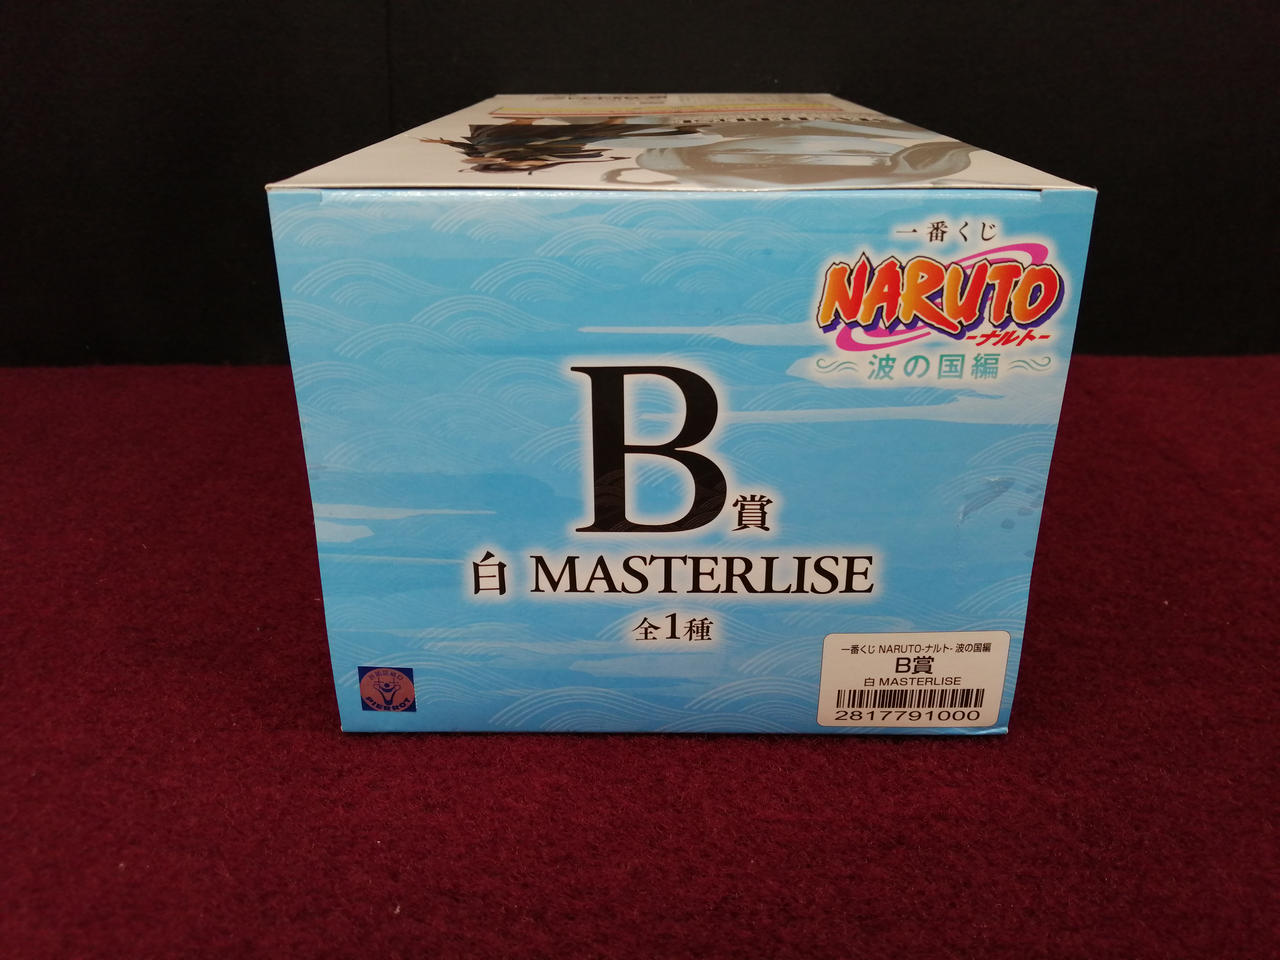 一番くじ
NARUTO
-ナルト-
波の国編
B賞
白 MASTERLISE
全1種
一番くじ NARUTO-ナルト- 波の国編
B賞
白 MASTERLISE
2817791000
PIERROT